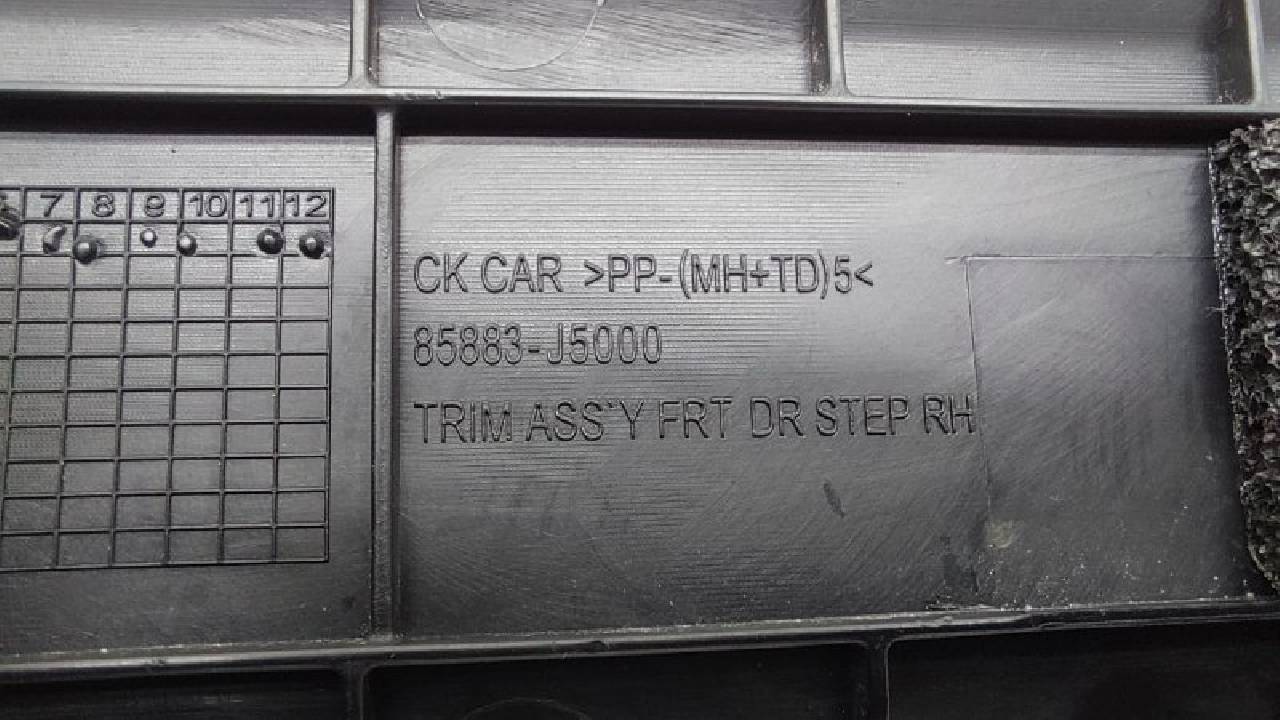 7 8 9 10 11 12
CK CAR >PP-(MH+TD)5<
85883-J5000
TRIM ASS`Y FRT DR STEP RH